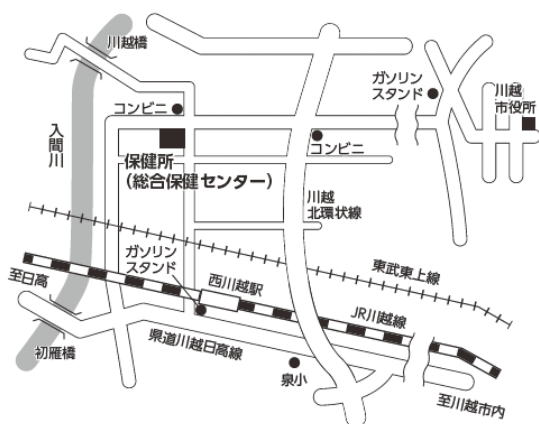 川越橋
ガソリン
スタンド
川越
市役所
コンビニ
コンビニ
入間川
保健所
(総合保健センター)
川越
北環状線
ガソリン
スタンド
東武東上線
至日高
西川越駅
JR川越線
県道川越日高線
初雁橋
泉小
至川越市内